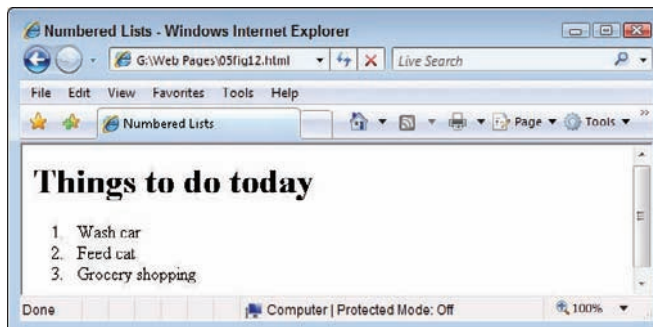 Numbered Lists - Windows Internet Explorer
G:\Web Pages\05fig12.html Live Search
File Edit View Favorites Tools Help
Numbered Lists Page Tools
Things to do today
1. Wash car
2. Feed cat
3. Grocery shopping
Done Computer | Protected Mode: Off 100%